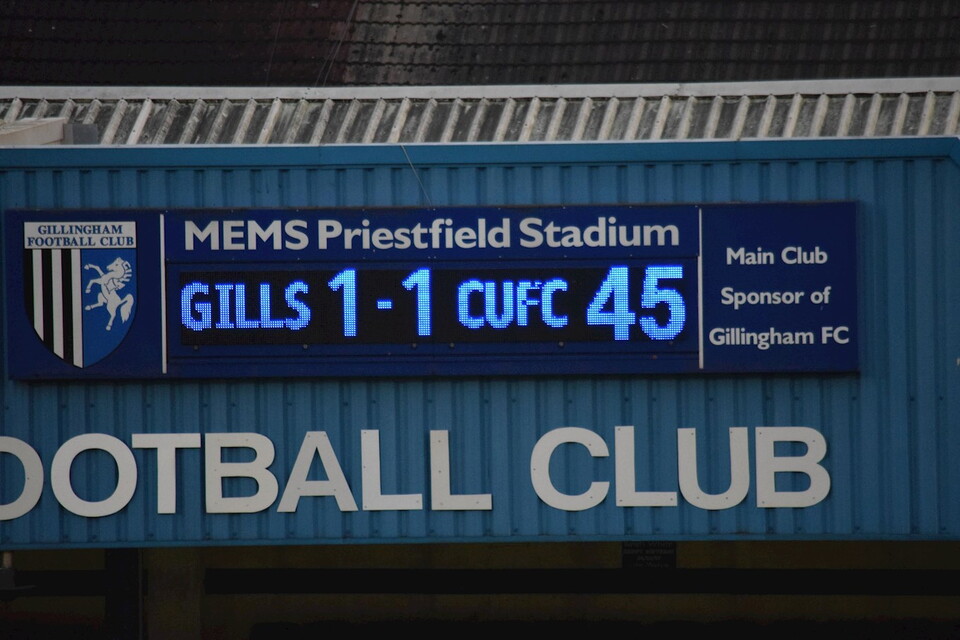 GILLINGHAM
FOOTBALL CLUB
MEMS Priestfield Stadium
GILLS 1-1 CUFC 45
Main Club
Sponsor of
Gillingham FC
OOTBALL CLUB